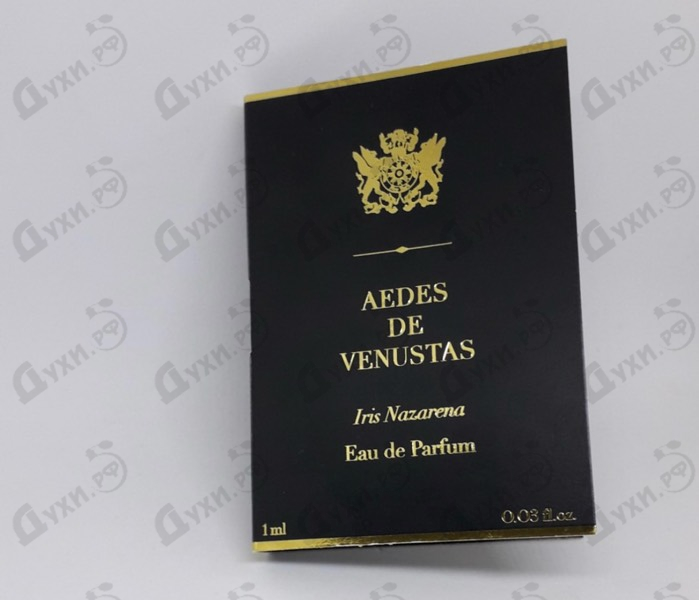 AEDES
DE
VENUSTAS
Iris Nazarena
Eau de Parfum
1 ml
0.03 fl.oz.
Духи.рф